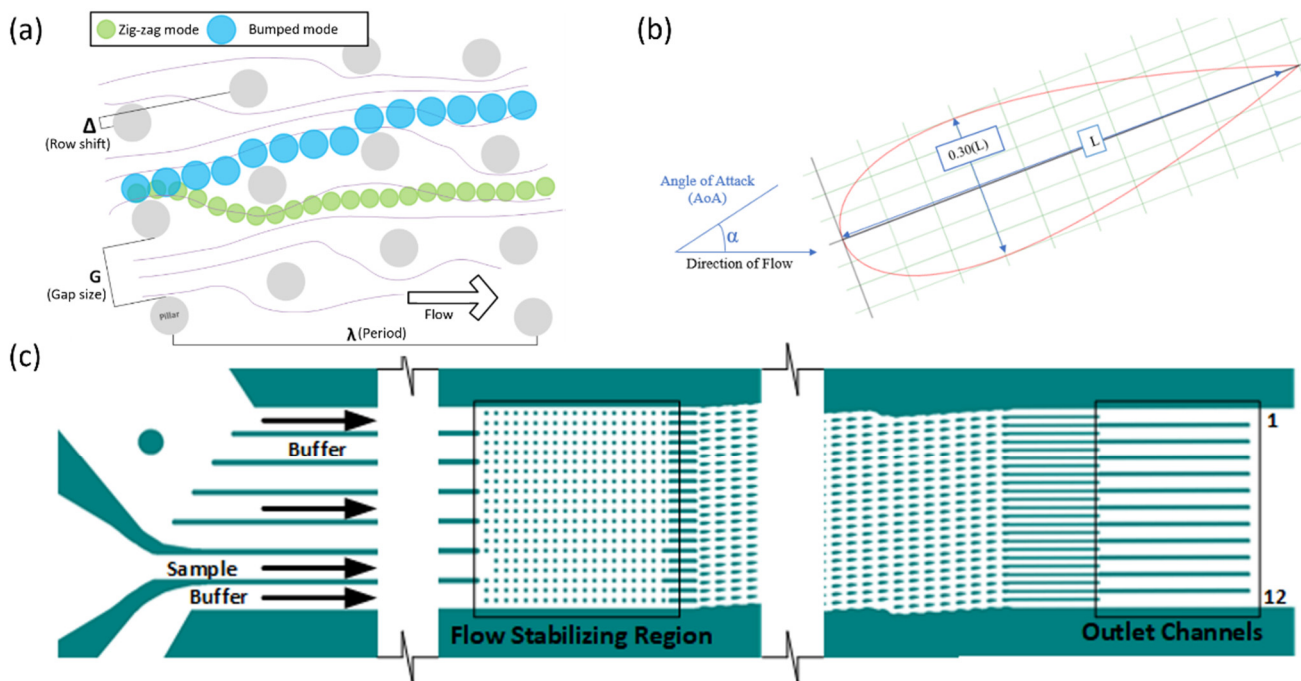 (a)
Zig-zag mode
Bumped mode
Δ
(Row shift)
G
(Gap size)
Pillar
Flow
λ (Period)
(b)
0.30(L)
L
Angle of Attack
(AoA)
α
Direction of Flow
(c)
Buffer
Sample
Buffer
Flow Stabilizing Region
Outlet Channels
1
12